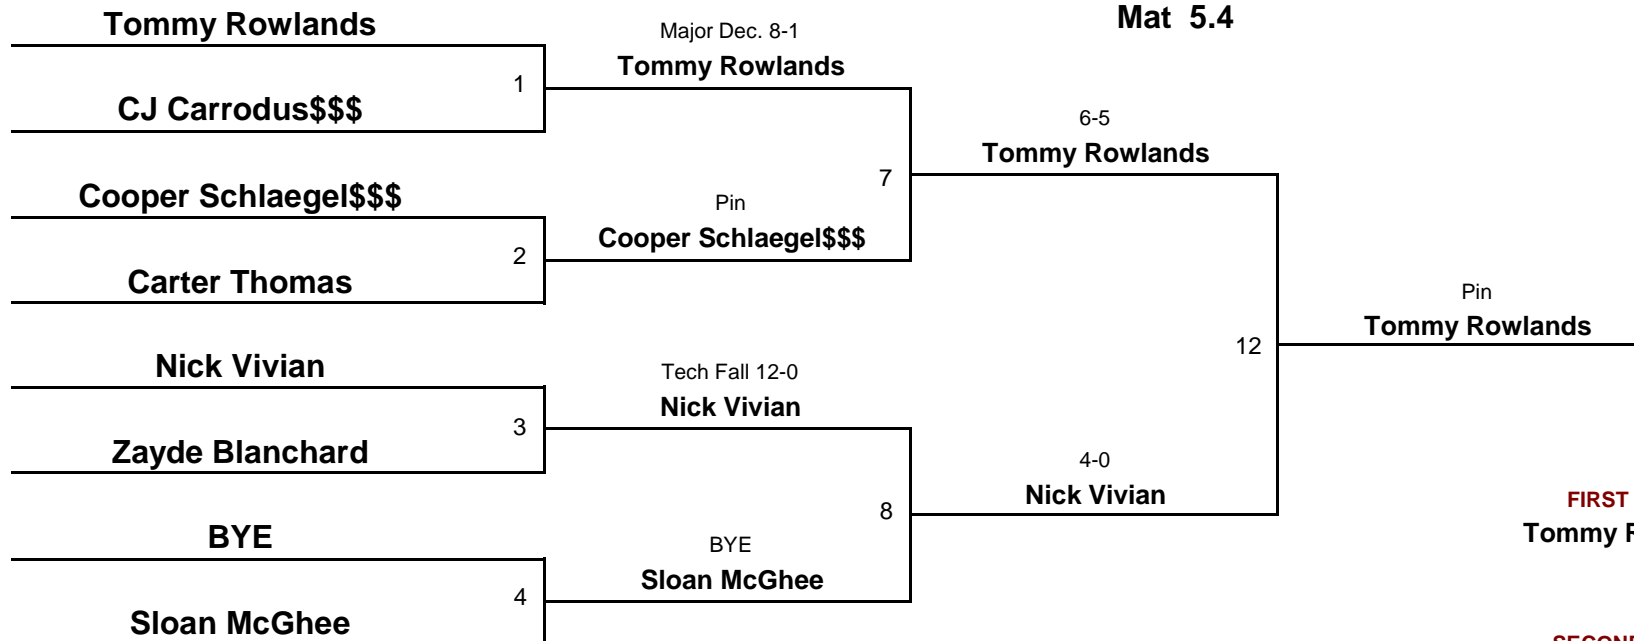 Mat 5.4
Tommy Rowlands
CJ Carrodus$$$
1
Major Dec. 8-1
Tommy Rowlands
Cooper Schlaegel$$$
Carter Thomas
2
Pin
Cooper Schlaegel$$$
7
6-5
Tommy Rowlands
Nick Vivian
Zayde Blanchard
3
Tech Fall 12-0
Nick Vivian
BYE
Sloan McGhee
4
BYE
Sloan McGhee
8
4-0
Nick Vivian
12
Pin
Tommy Rowlands
FIRST
Tommy R